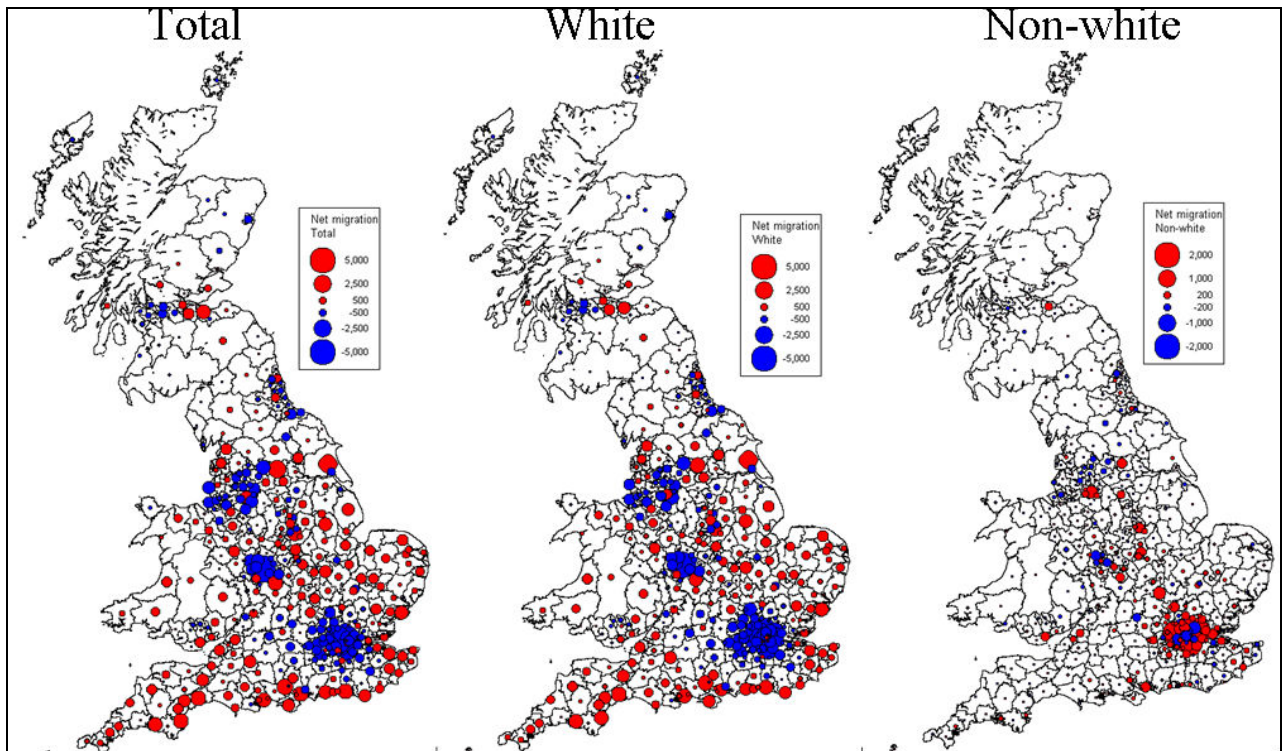 Total
White
Non-white
Net migration
Total
5,000
2,500
500
-500
-2,500
-5,000
Net migration
White
5,000
2,500
500
-500
-2,500
-5,000
Net migration
Non-white
2,000
1,000
200
-200
-1,000
-2,000